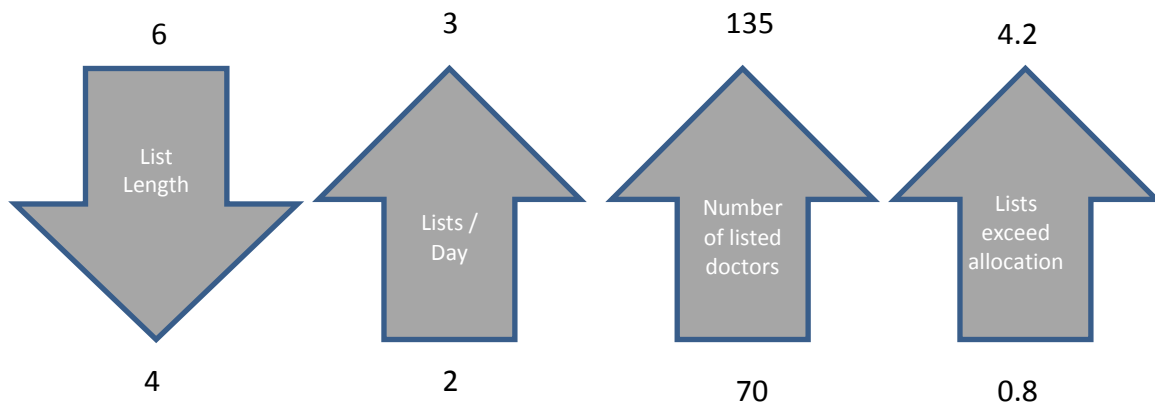 6
3
135
4.2
List
Length
Lists /
Day
Number
of listed
doctors
Lists
exceed
allocation
4
2
70
0.8